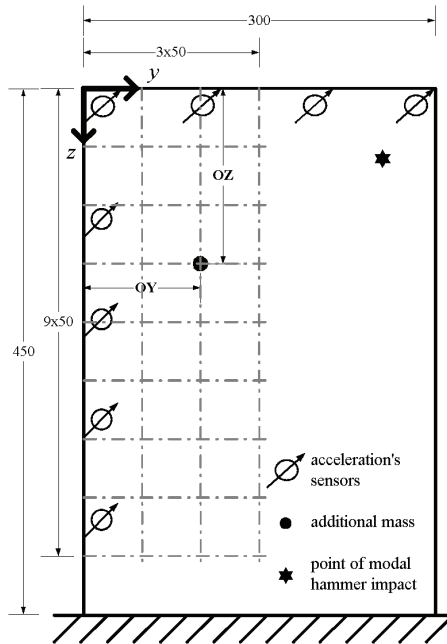 300
3x50
y
z
OZ
OY
9x50
450
acceleration's
sensors
additional mass
point of modal
hammer impact